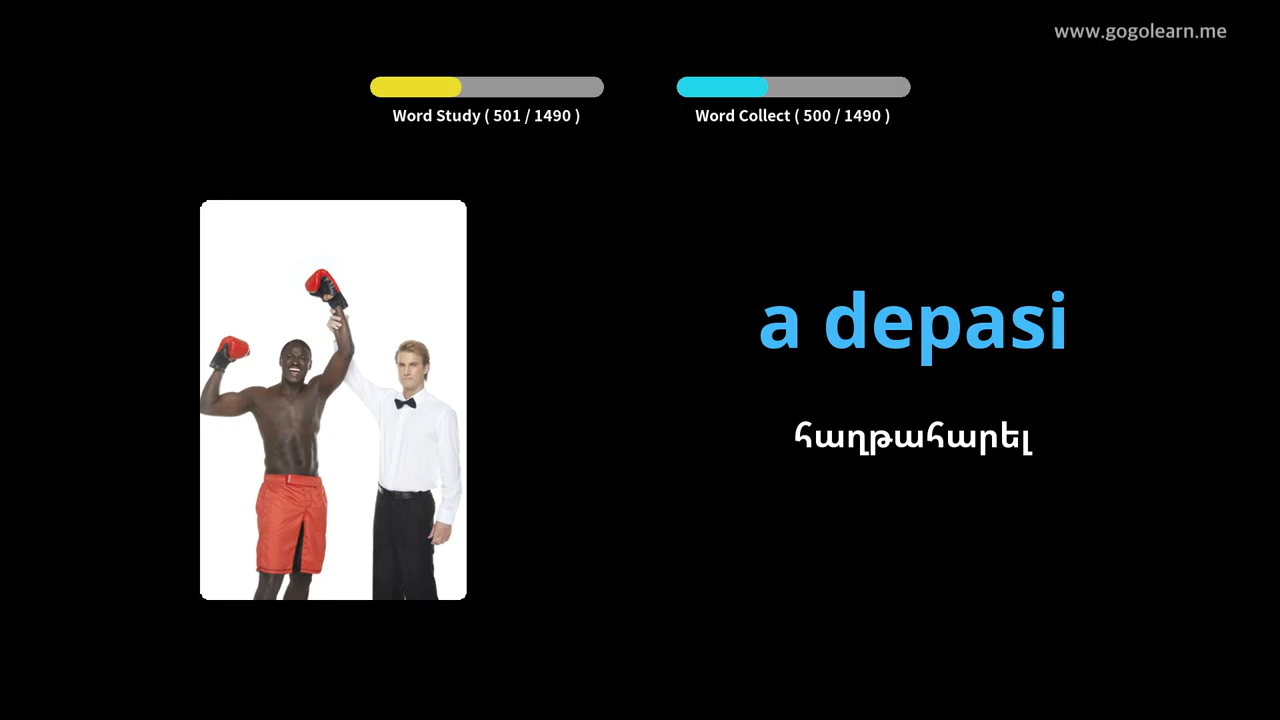 www.gogolearn.me
Word Study ( 501 / 1490 )
Word Collect ( 500 / 1490 )
a depasi
հաղթահարել